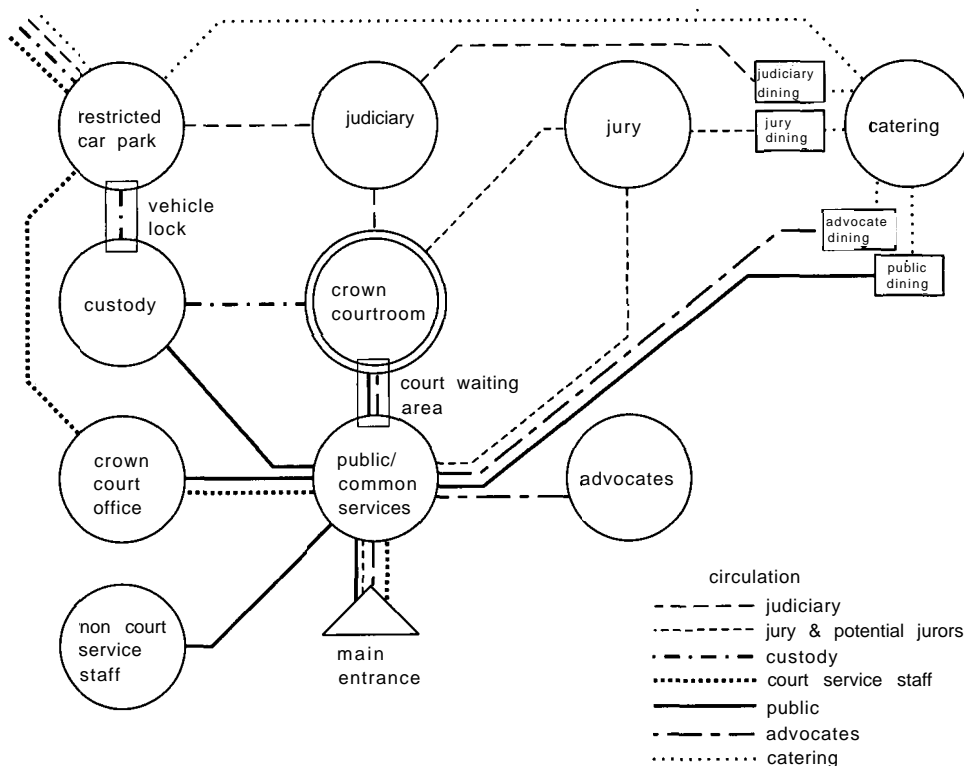 restricted
car park
judiciary
jury
judiciary
dining
jury
dining
catering
vehicle
lock
advocate
dining
public
dining
custody
crown
courtroom
court waiting
area
crown
court
office
public/
common
services
advocates
non court
service
staff
main
entrance
circulation
judiciary
jury & potential jurors
custody
court service staff
public
advocates
catering